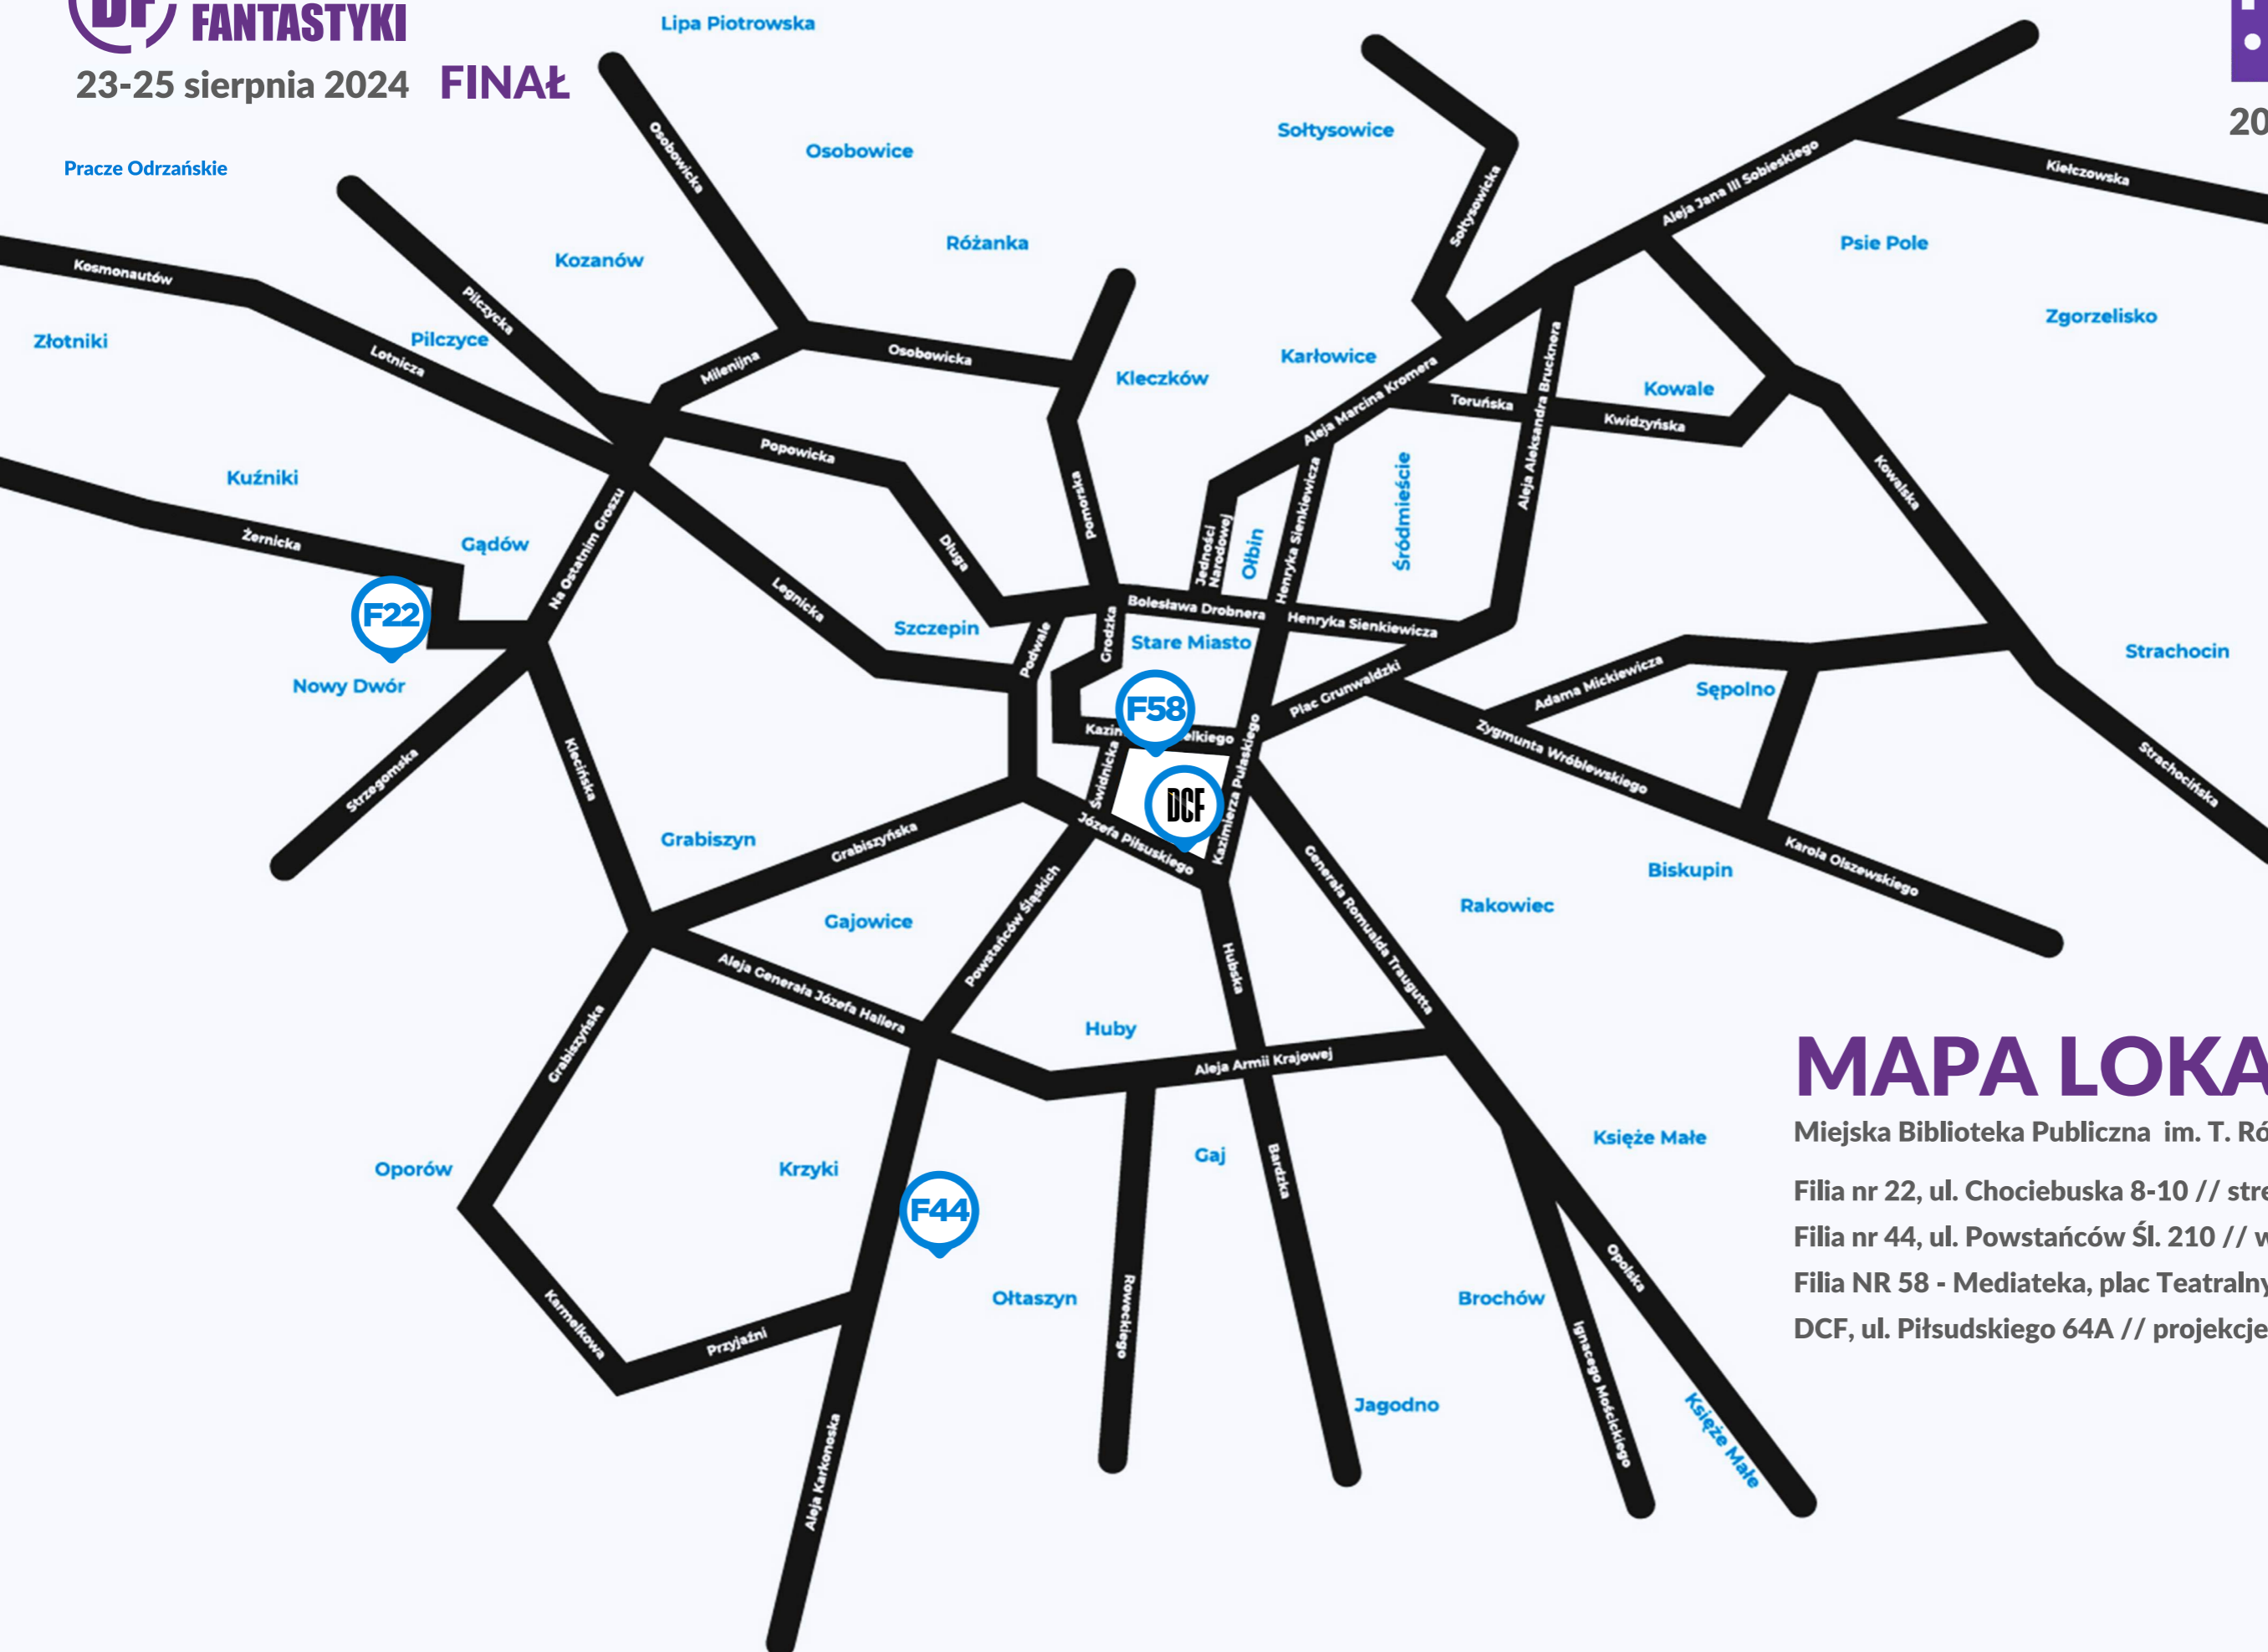 DF
FANTASTYKI
23-25 sierpnia 2024 FINAŁ
20
Lipa Piotrowska
Pracze Odrzańskie
Osobowicka
Osobowice
Sołtysowice
Sołtysowicka
Aleja Jana III Sobieskiego
Kiełczowska
Kosmonautów
Pilczycka
Kozanów
Różanka
Psie Pole
Zgorzelisko
Złotniki
Lotnicza
Pilczyce
Milenijna
Osobowicka
Kleczków
Karłowice
Aleja Marcina Kromera
Toruńska
Aleja Aleksandra Brucknera
Kowale
Kwidzyńska
Kowalska
Kuźniki
Popowicka
Pomorska
Żernicka
Gądów
Na Ostatnim Groszu
Długa
Jedności
Narodowej
Ołbin
Henryka Sienkiewicza
Śródmieście
F22
Legnicka
Szczepin
Podwale
Grodzka
Bolesława Drobnera
Henryka Sienkiewicza
Stare Miasto
Nowy Dwór
Plac Grunwaldzki
Adama Mickiewicza
Sępolno
Strachocin
F58
Strzegomska
Klecińska
Świdnicka
DCF
Kazimierza Pułaskiego
Zygmunta Wróblewskiego
Strachocińska
Grabiszyn
Grabiszyńska
Józefa Piłsuskiego
Generała Romualda Traugutta
Karola Olszewskiego
Biskupin
Rakowiec
Gajowice
Powstańców Śląskich
Hubska
Aleja Generała Józefa Hallera
Grabiszyńska
Huby
Aleja Armii Krajowej
Oporów
Krzyki
F44
Gaj
Bardzka
Księże Małe
Karmelkowa
Przyjaźni
Ołtaszyn
Roweckiego
Brochów
Opolska
Ignacego Mościckiego
Jagodno
Księże Małe
Aleja Karkonoska
MAPA LOKA
Miejska Biblioteka Publiczna im. T. Ró
Filia nr 22, ul. Chociebuska 8-10 // stre
Filia nr 44, ul. Powstańców Śl. 210 // w
Filia NR 58 - Mediateka, plac Teatralny
DCF, ul. Piłsudskiego 64A // projekcje